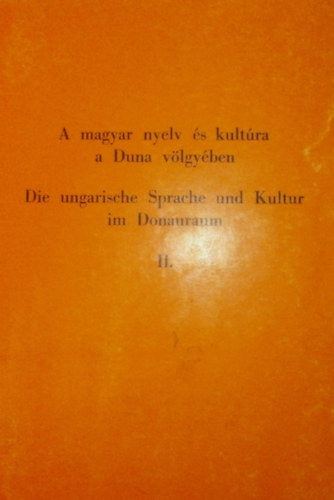 A magyar nyelv és kultúra
a Duna völgyében
Die ungarische Sprache und Kultur
im Donauraum
II.